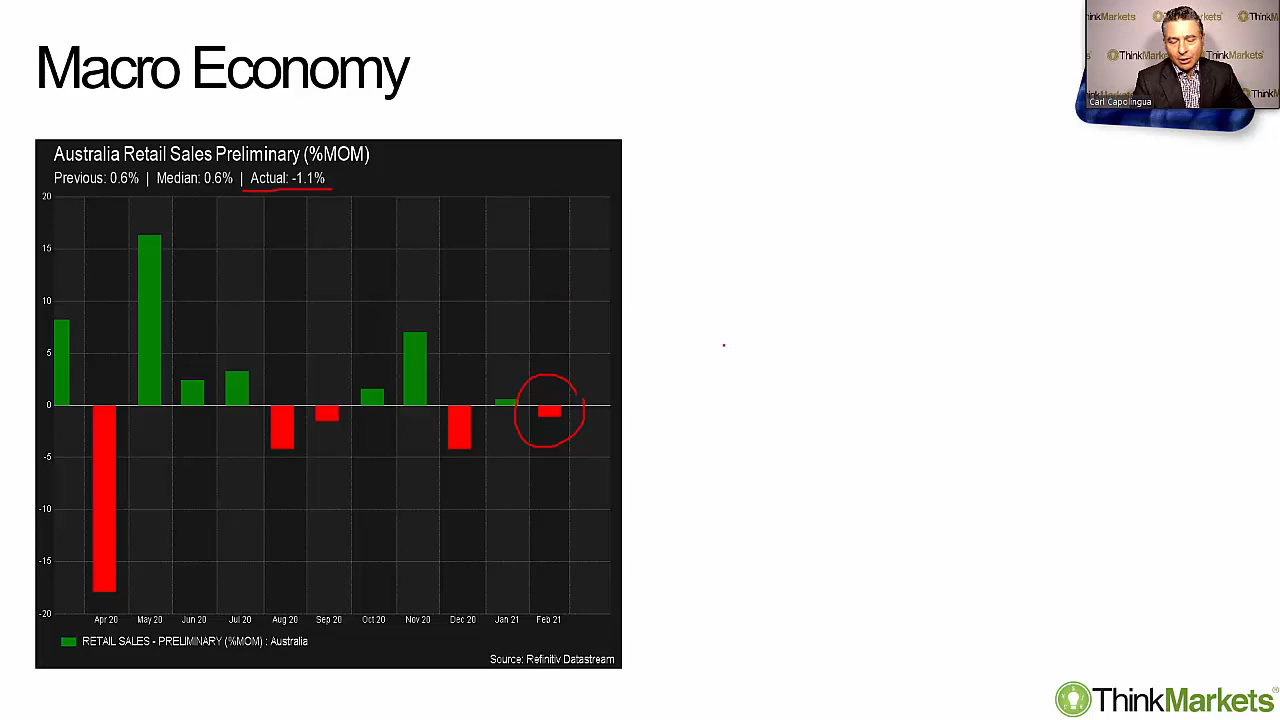 Macro Economy
ThinkMarkets
ThinkMarkets
Carl Capolingua
Australia Retail Sales Preliminary (%MOM)
Previous: 0.6% | Median: 0.6% | Actual: -1.1%
20
15
10
5
0
-5
-10
-15
-20
Apr 20 May 20 Jun 20 Jul 20 Aug 20 Sep 20 Oct 20 Nov 20 Dec 20 Jan 21 Feb 21
RETAIL SALES - PRELIMINARY (%MOM) : Australia
Source: Refinitiv Datastream
ThinkMarkets®